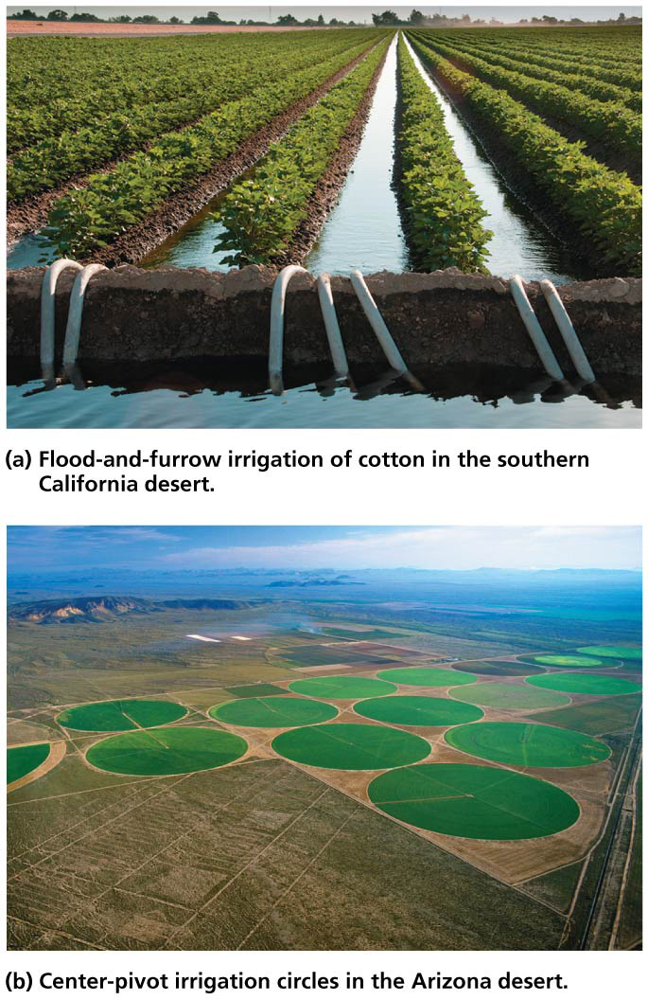 (a) Flood-and-furrow irrigation of cotton in the southern
California desert.
(b) Center-pivot irrigation circles in the Arizona desert.